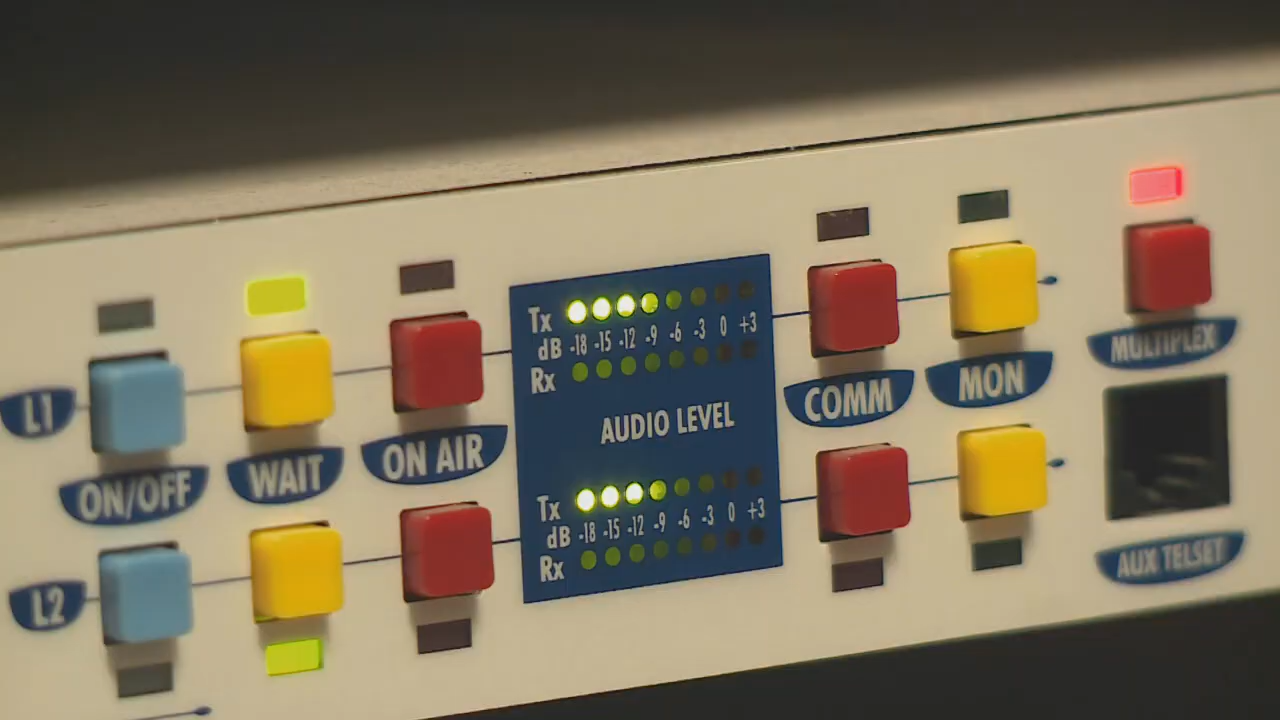 L1
ON/OFF
WAIT
ON AIR
Tx
dB -18 -15 -12 -9 -6 -3 0 +3
Rx
AUDIO LEVEL
Tx
dB -18 -15 -12 -9 -6 -3 0 +3
Rx
COMM
MON
MULTIPLEX
L2
AUX TELSET